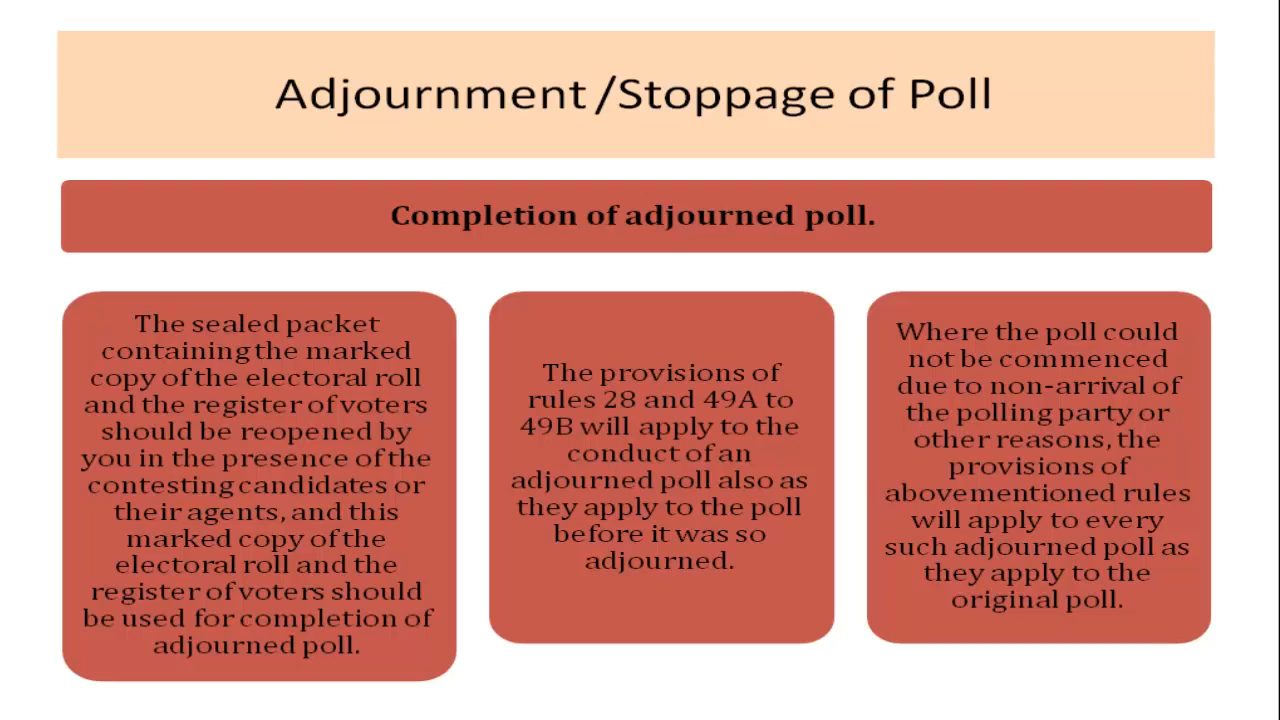 Adjournment /Stoppage of Poll
Completion of adjourned poll.
The sealed packet
containing the marked
copy of the electoral roll
and the register of voters
should be reopened by
you in the presence of the
contesting candidates or
their agents, and this
marked copy of the
electoral roll and the
register of voters should
be used for completion of
adjourned poll.
The provisions of
rules 28 and 49A to
49B will apply to the
conduct of an
adjourned poll also as
they apply to the poll
before it was so
adjourned.
Where the poll could
not be commenced
due to non-arrival of
the polling party or
other reasons, the
provisions of
abovementioned rules
will apply to every
such adjourned poll as
they apply to the
original poll.